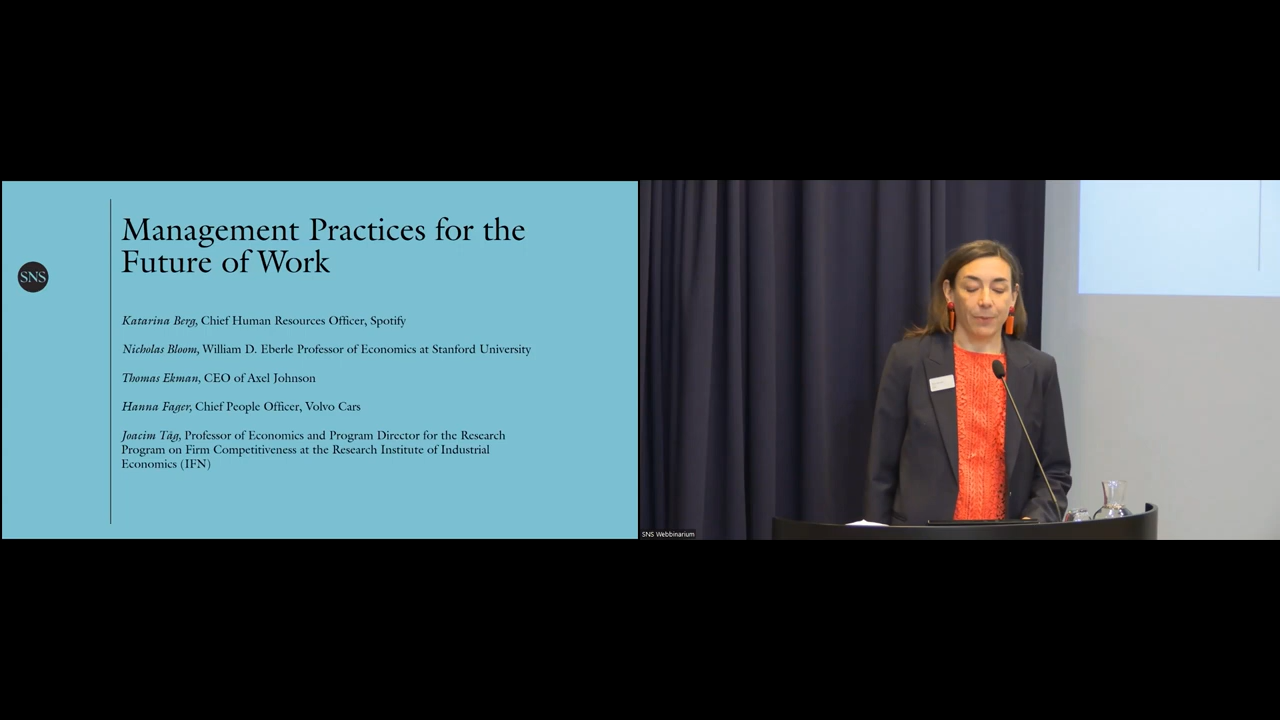 Management Practices for the
Future of Work
SNS
Katarina Berg, Chief Human Resources Officer, Spotify
Nicholas Bloom, William D. Eberle Professor of Economics at Stanford University
Thomas Ekman, CEO of Axel Johnson
Hanna Fager, Chief People Officer, Volvo Cars
Joacim Tåg, Professor of Economics and Program Director for the Research
Program on Firm Competitiveness at the Research Institute of Industrial
Economics (IFN)
SNS Webbinarium